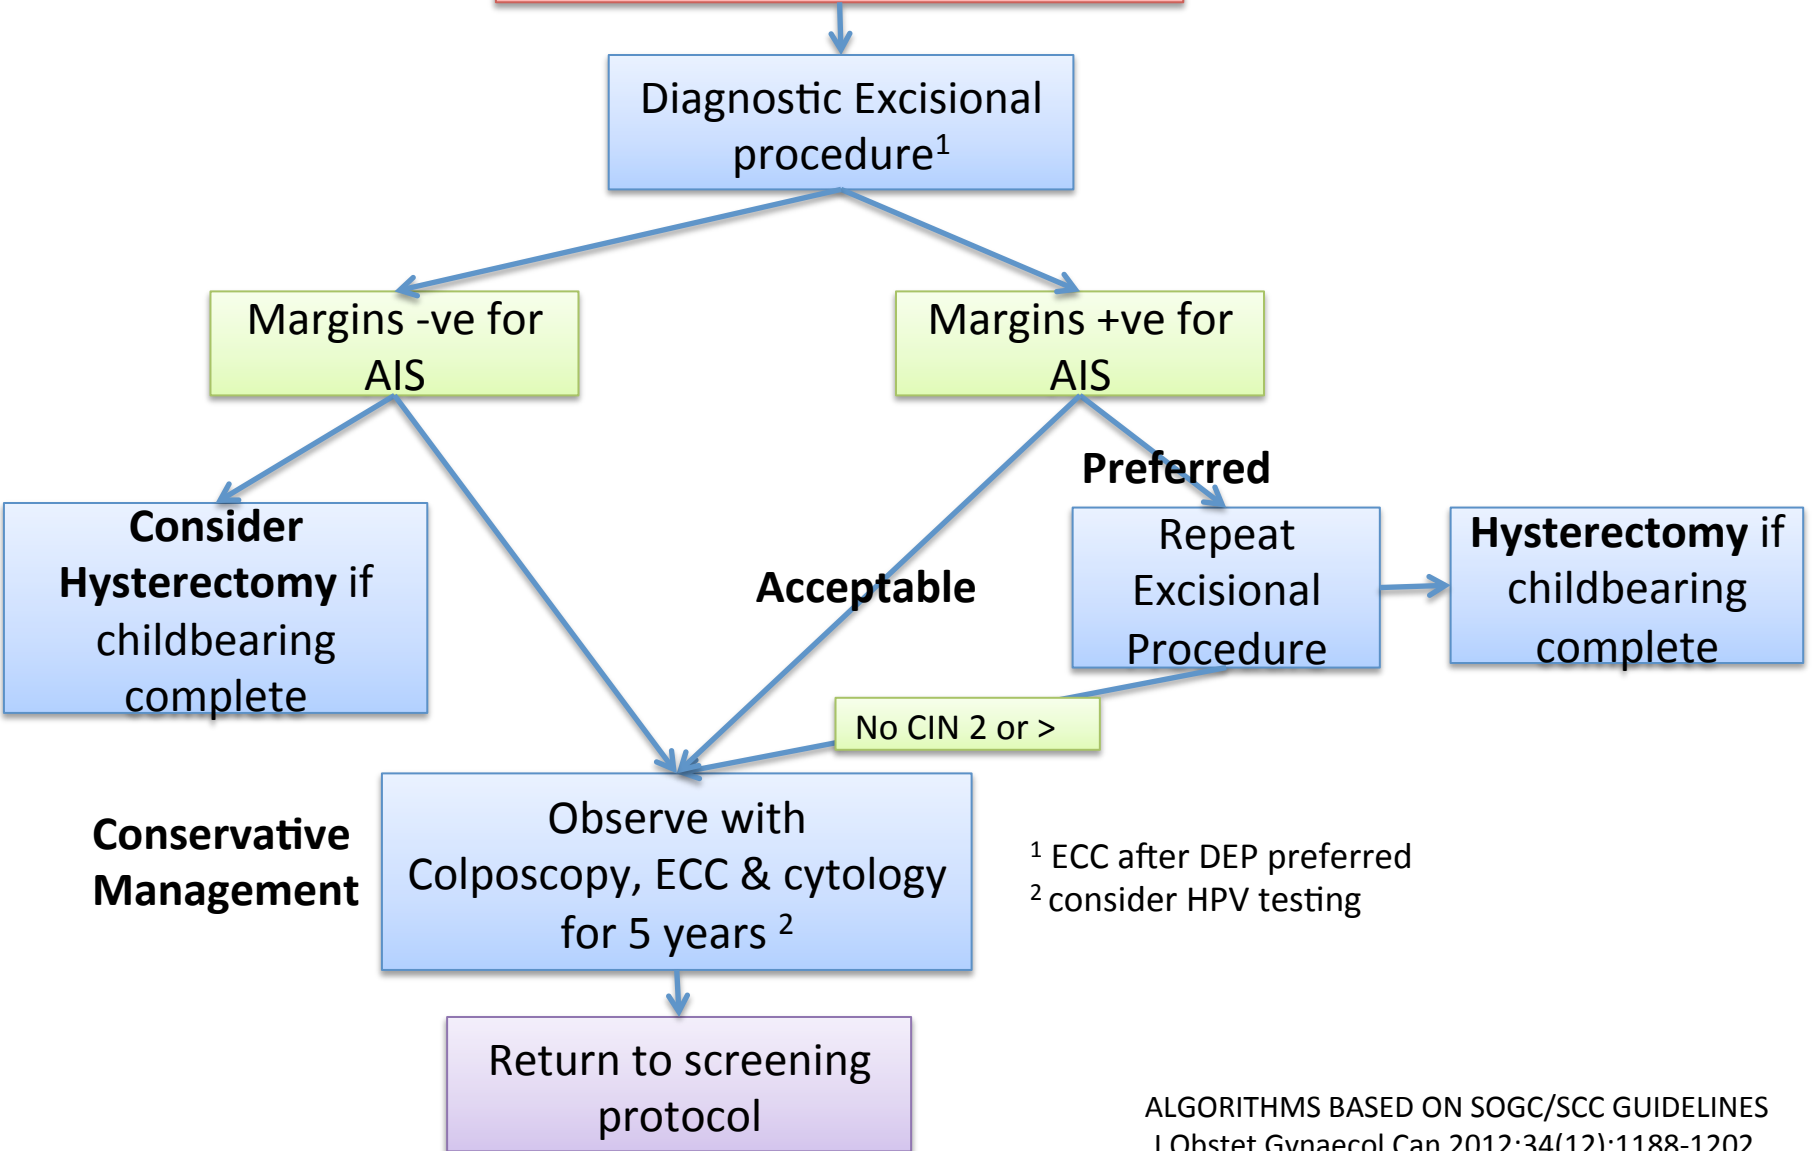 Diagnostic Excisional
procedure¹
Margins -ve for
AIS
Margins +ve for
AIS
Preferred
Consider
Hysterectomy if
childbearing
complete
Acceptable
Repeat
Excisional
Procedure
Hysterectomy if
childbearing
complete
No CIN 2 or >
Conservative
Management
Observe with
Colposcopy, ECC & cytology
for 5 years ²
¹ ECC after DEP preferred
² consider HPV testing
Return to screening
protocol
ALGORITHMS BASED ON SOGC/SCC GUIDELINES
J Obstet Gynaecol Can 2012;34(12):1188-1202